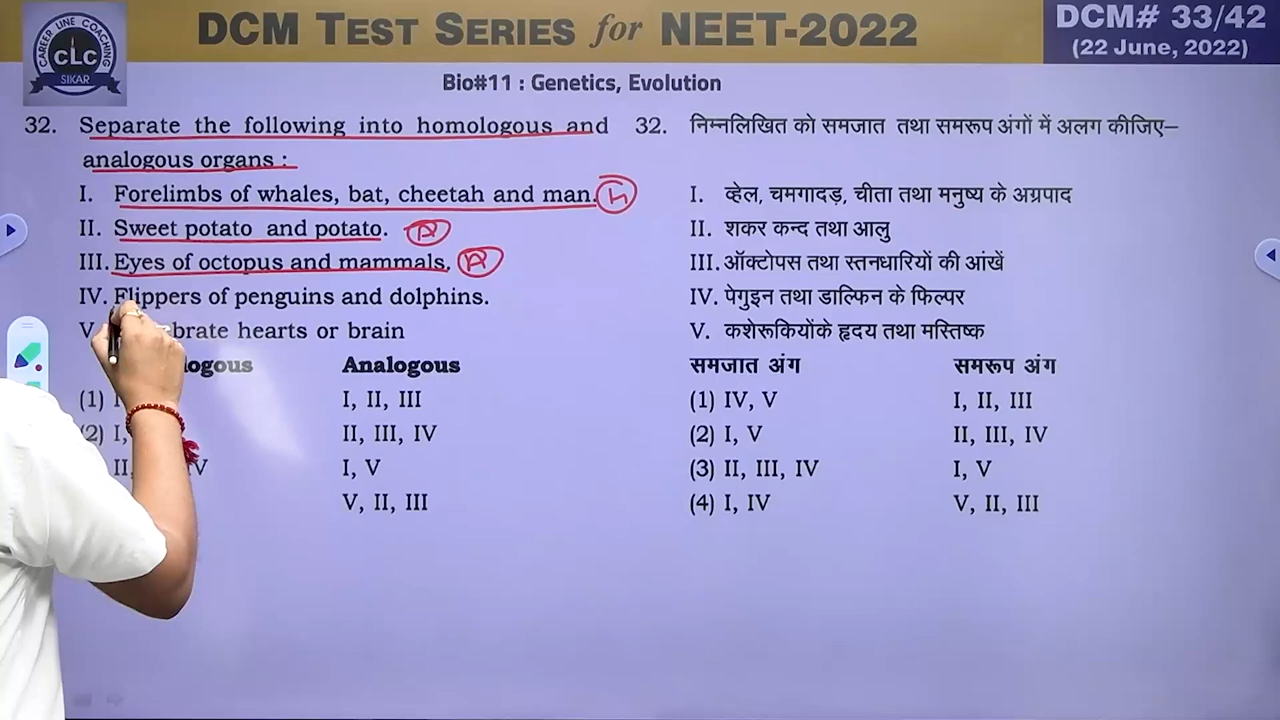 DCM TEST SERIES for NEET-2022
DCM# 33/42
(22 June, 2022)
CAREER LINE COACHING
CLC
SIKAR
Bio#11 : Genetics, Evolution
32. Separate the following into homologous and
analogous organs :
I. Forelimbs of whales, bat, cheetah and man. H
II. Sweet potato and potato. A
III. Eyes of octopus and mammals. A
IV. Flippers of penguins and dolphins.
V brate hearts or brain
logous Analogous
(1) I, II, III
2) I, II, III, IV
II, V I, V
V, II, III
32. निम्नलिखित को समजात तथा समरूप अंगों में अलग कीजिए–
I. व्हेल, चमगादड़, चीता तथा मनुष्य के अग्रपाद
II. शकर कन्द तथा आलु
III. ऑक्टोपस तथा स्तनधारियों की आंखें
IV. पेगुइन तथा डाल्फिन के फिल्पर
V. कशेरूकियोंके हृदय तथा मस्तिष्क
समजात अंग समरूप अंग
(1) IV, V I, II, III
(2) I, V II, III, IV
(3) II, III, IV I, V
(4) I, IV V, II, III